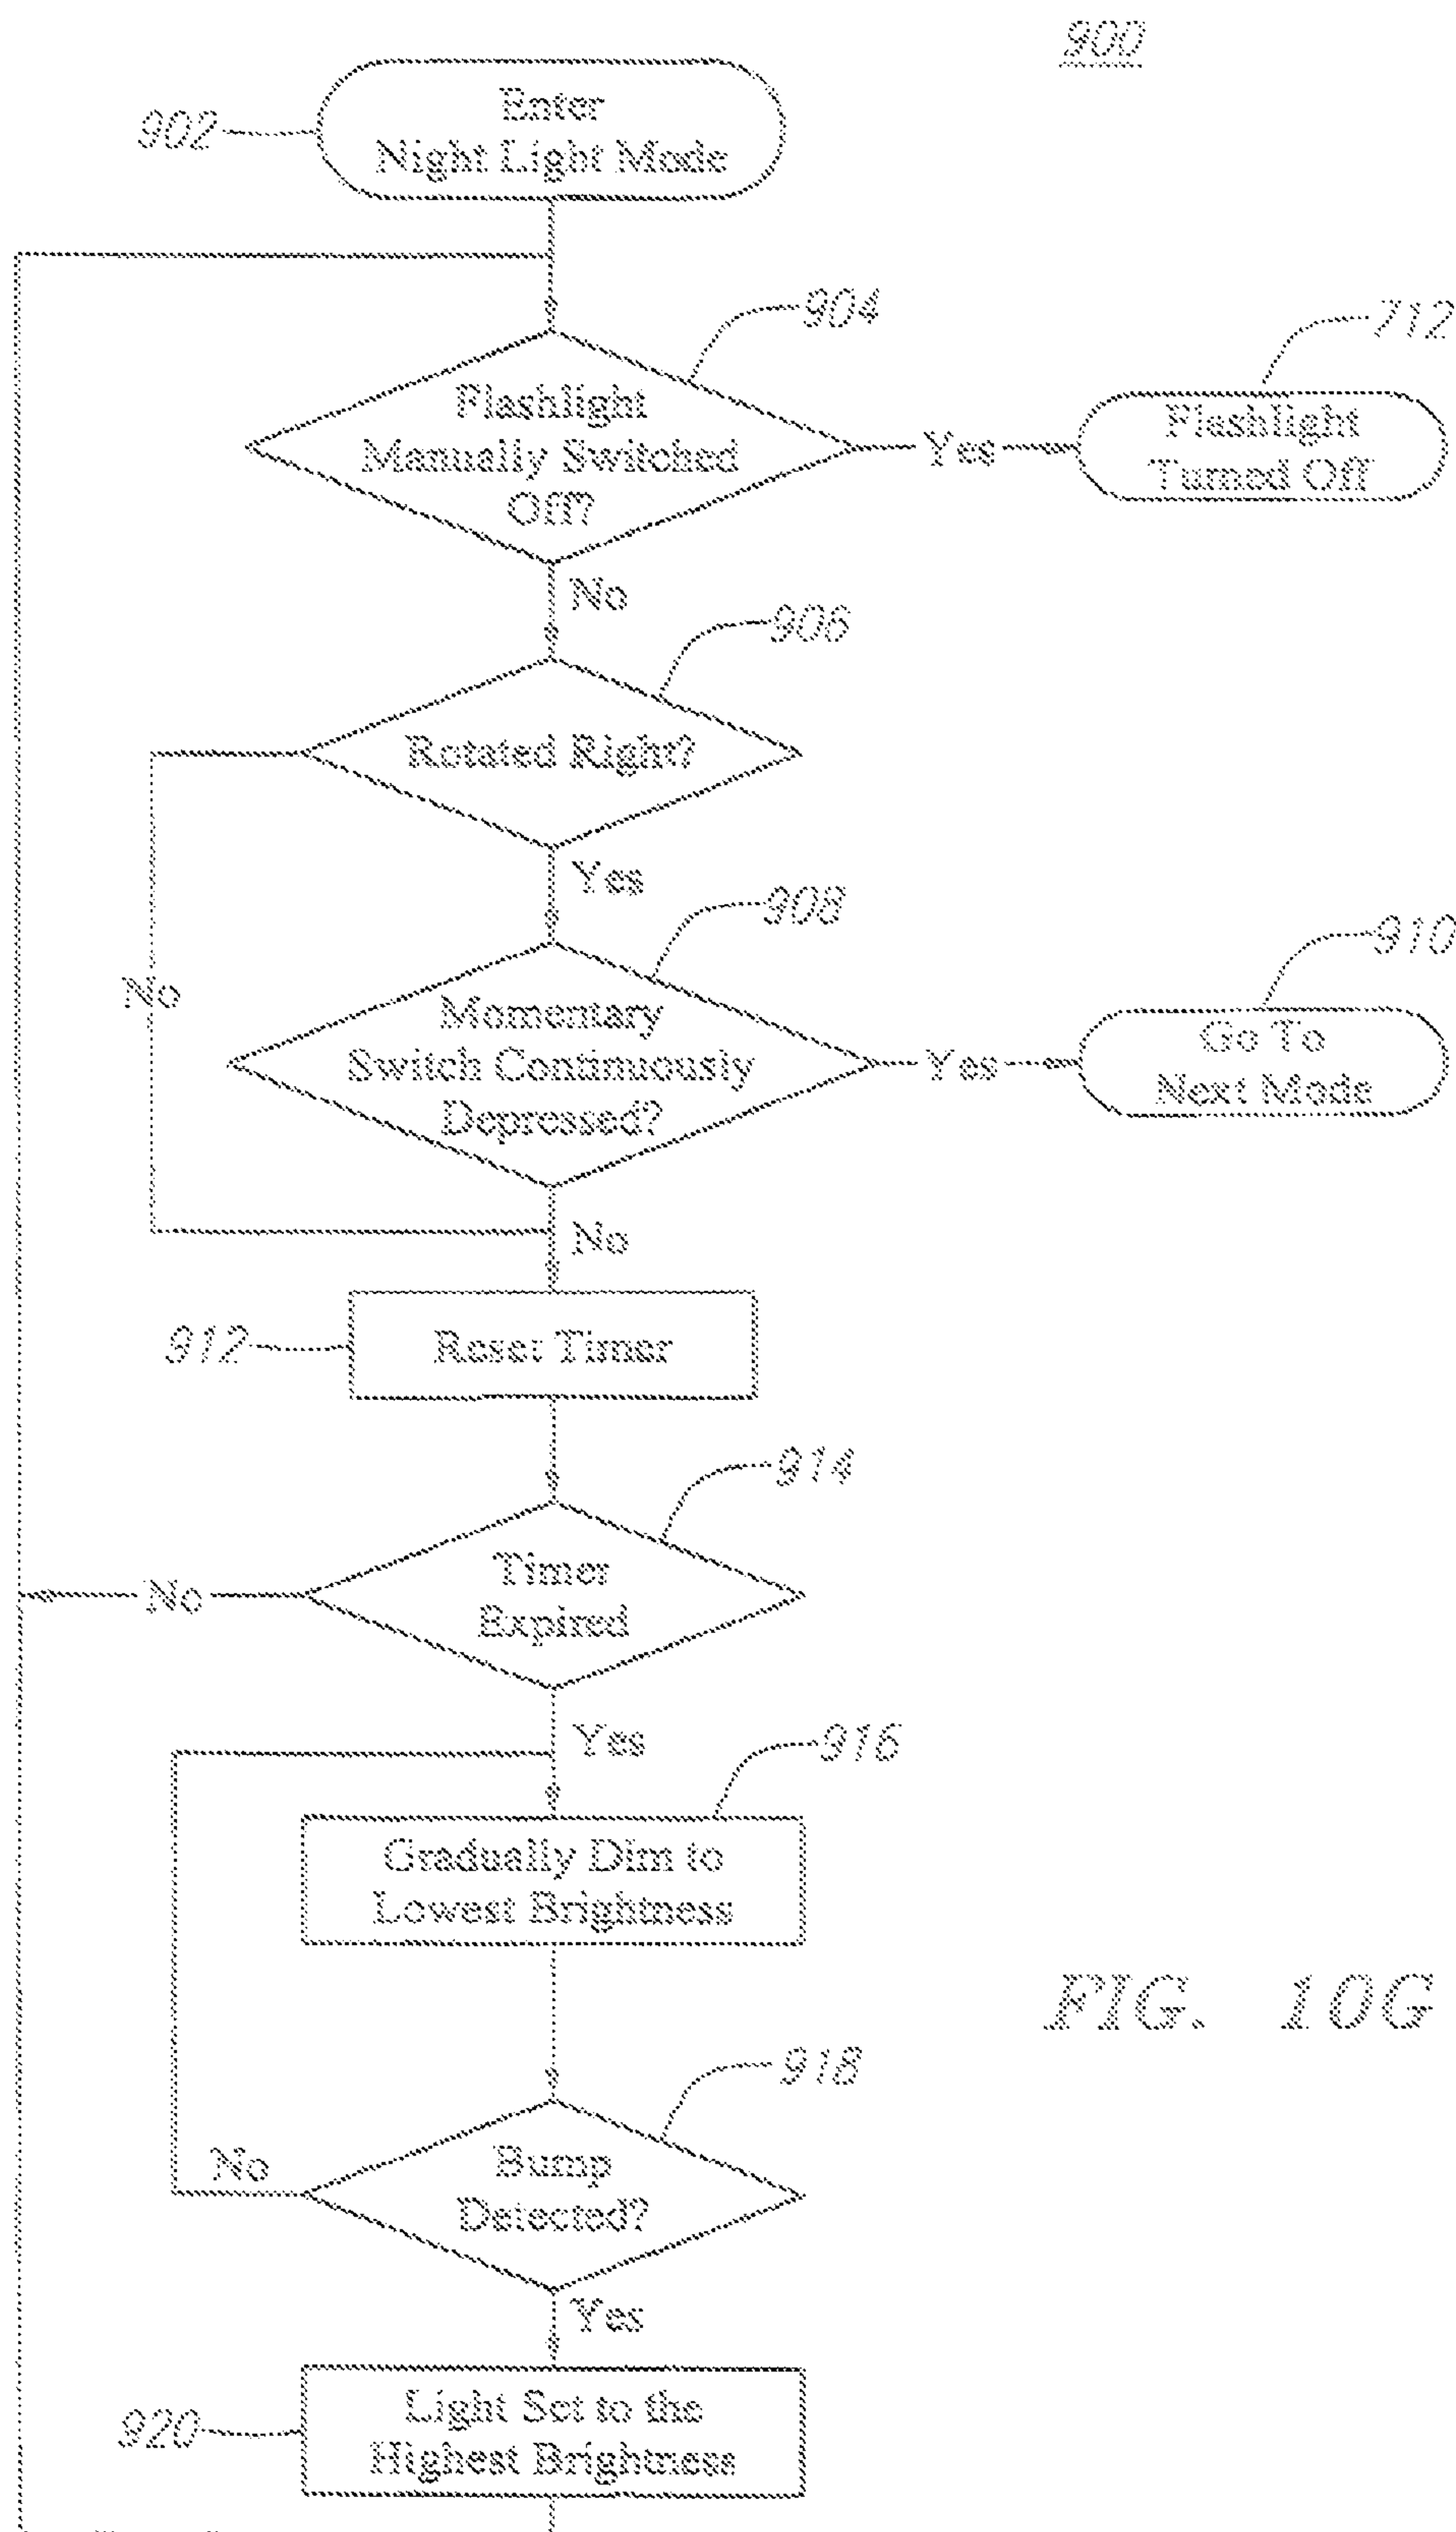 900
902
Enter
Night Light Mode
904
712
Flashlight
Manually Switched
Off?
Yes
Flashlight
Turned Off
No
906
Rotated Right?
Yes
908
910
No
Momentary
Switch Continuously
Depressed?
Yes
Go To
Next Mode
No
912
Reset Timer
914
No
Timer
Expired
Yes
916
Gradually Dim to
Lowest Brightness
FIG. 10G
918
No
Bump
Detected?
Yes
920
Light Set to the
Highest Brightness